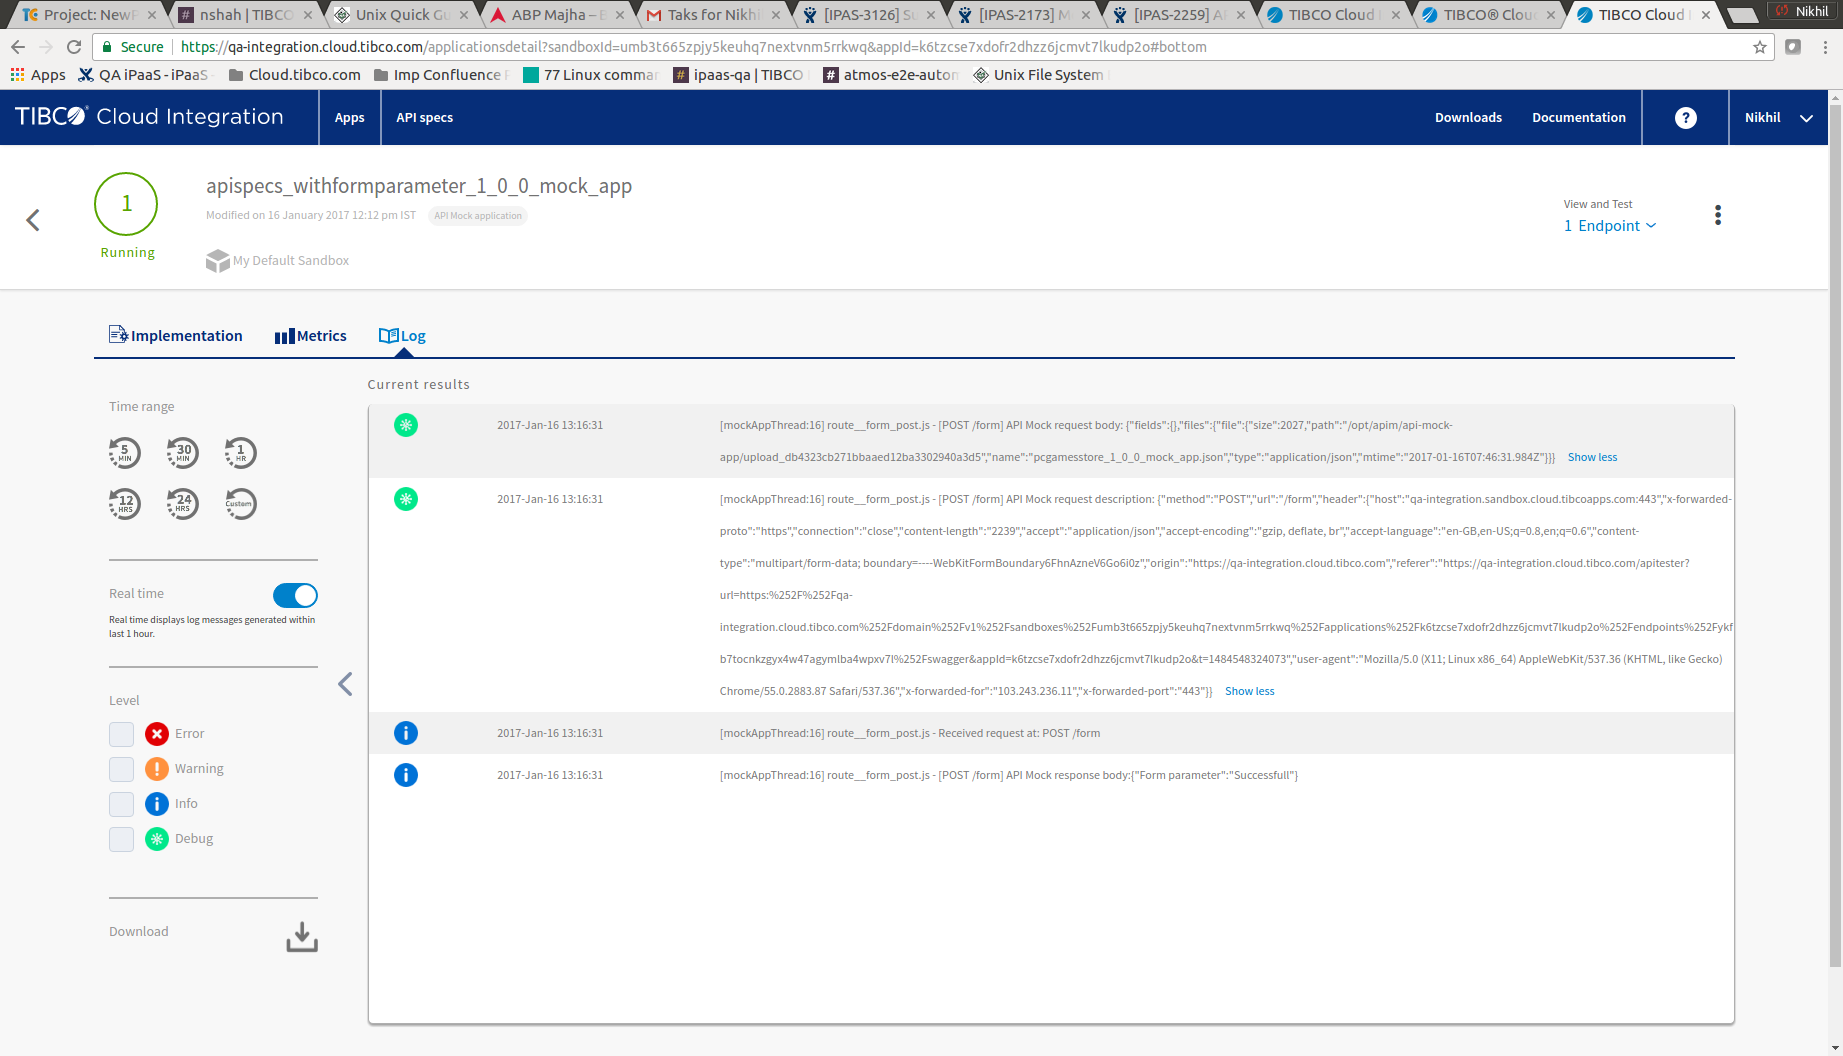 Project: NewP
nshah | TIBCO
Unix Quick Gu
ABP Majha – E
Taks for Nikhi
[IPAS-3126] Su
[IPAS-2173] M
[IPAS-2259] AP
TIBCO Cloud I
TIBCO® Clou
TIBCO Cloud I
Nikhil
Secure
https://qa-integration.cloud.tibco.com/applicationsdetail?sandboxId=umb3t665zpjy5keuhq7nextvnm5rrkwq&appId=k6tzcse7xdofr2dhzz6jcmvt7lkudp2o#bottom
Apps
QA iPaaS - iPaaS
Cloud.tibco.com
Imp Confluence P
77 Linux comma
ipaas-qa | TIBCO
atmos-e2e-autom
Unix File System
TIBCO® Cloud Integration
Apps
API specs
Downloads
Documentation
?
Nikhil
1
Running
apispecs_withformparameter_1_0_0_mock_app
Modified on 16 January 2017 12:12 pm IST
API Mock application
My Default Sandbox
View and Test
1 Endpoint
Implementation
Metrics
Log
Time range
5 MIN
30 MIN
1 HR
12 HRS
24 HRS
Custom
Real time
Real time displays log messages generated within
last 1 hour.
Level
Error
Warning
Info
Debug
Download
Current results
2017-Jan-16 13:16:31
[mockAppThread:16] route__form_post.js - [POST /form] API Mock request body: {"fields":{},"files":{"file":{"size":2027,"path":"/opt/apim/api-mock-
app/upload_db4323cb271bbaaed12ba3302940a3d5","name":"pcgamesstore_1_0_0_mock_app.json","type":"application/json","mtime":"2017-01-16T07:46:31.984Z"}}} Show less
2017-Jan-16 13:16:31
[mockAppThread:16] route__form_post.js - [POST /form] API Mock request description: {"method":"POST","url":"/form","header":{"host":"qa-integration.sandbox.cloud.tibcoapps.com:443","x-forwarded-
proto":"https","connection":"close","content-length":"2239","accept":"application/json","accept-encoding":"gzip, deflate, br","accept-language":"en-GB,en-US;q=0.8,en;q=0.6","content-
type":"multipart/form-data; boundary=----WebKitFormBoundary6FhnAzneV6Go6i0z","origin":"https://qa-integration.cloud.tibco.com","referer":"https://qa-integration.cloud.tibco.com/apitester?
url=https:%252F%252Fqa-
integration.cloud.tibco.com%252Fdomain%252Fv1%252Fsandboxes%252Fumb3t665zpjy5keuhq7nextvnm5rrkwq%252Fapplications%252Fk6tzcse7xdofr2dhzz6jcmvt7lkudp2o%252Fendpoints%252Fykf
b7tocnkzgyx4w47agymlba4wpxv7l%252Fswagger&appId=k6tzcse7xdofr2dhzz6jcmvt7lkudp2o&t=1484548324073","user-agent":"Mozilla/5.0 (X11; Linux x86_64) AppleWebKit/537.36 (KHTML, like Gecko)
Chrome/55.0.2883.87 Safari/537.36","x-forwarded-for":"103.243.236.11","x-forwarded-port":"443"}} Show less
2017-Jan-16 13:16:31
[mockAppThread:16] route__form_post.js - Received request at: POST /form
2017-Jan-16 13:16:31
[mockAppThread:16] route__form_post.js - [POST /form] API Mock response body:{"Form parameter":"Successfull"}